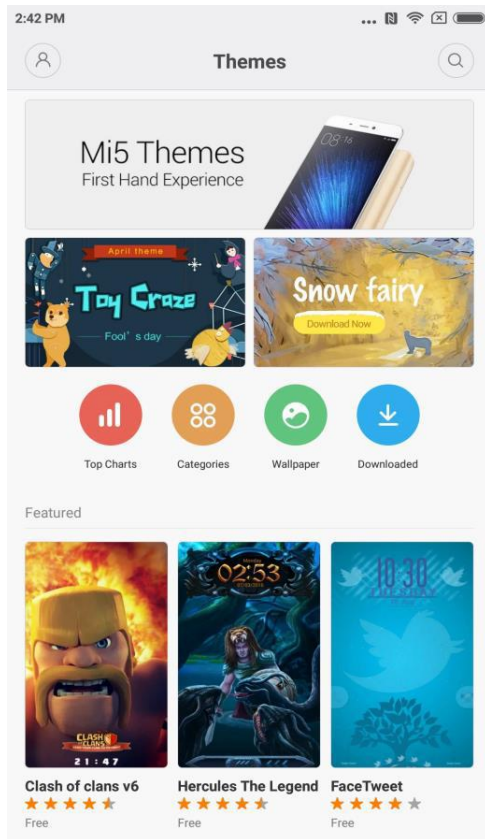 2:42 PM
Themes
Mi5 Themes
First Hand Experience
08:16
April theme
Toy Craze
Fool's day
Snow fairy
Download Now
Top Charts
Categories
Wallpaper
Downloaded
Featured
02:53
10:30
CLASH
OF CLANS
21:47
Clash of clans v6
Hercules The Legend
FaceTweet
Free
Free
Free